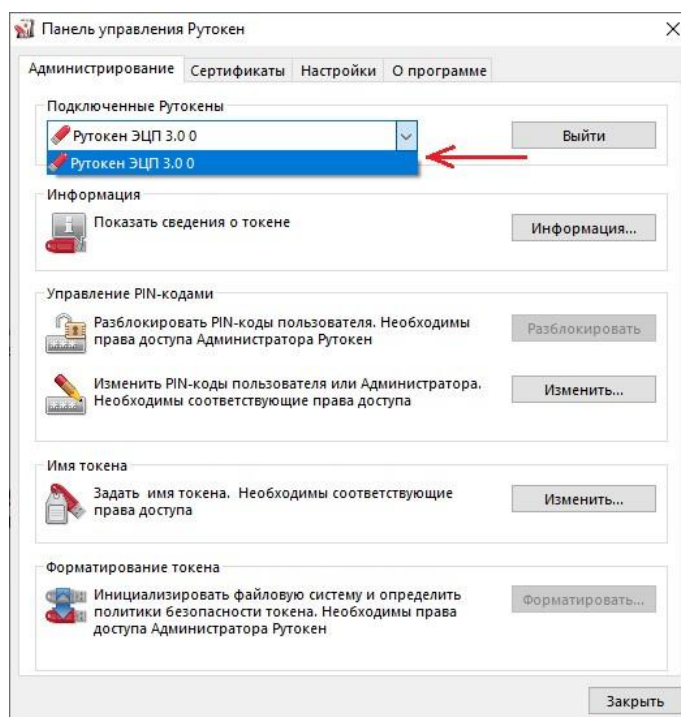 Панель управления Рутокен
Администрирование Сертификаты Настройки О программе
Подключенные Рутокены
Рутокен ЭЦП 3.0 0
Выйти
Рутокен ЭЦП 3.0 0
Информация
Показать сведения о токене
Информация...
Управление PIN-кодами
Разблокировать PIN-коды пользователя. Необходимы
права доступа Администратора Рутокен
Разблокировать
Изменить PIN-коды пользователя или Администратора.
Необходимы соответствующие права доступа
Изменить...
Имя токена
Задать имя токена. Необходимы соответствующие
права доступа
Изменить...
Форматирование токена
Инициализировать файловую систему и определить
политики безопасности токена. Необходимы права
доступа Администратора Рутокен
Форматировать...
Закрыть